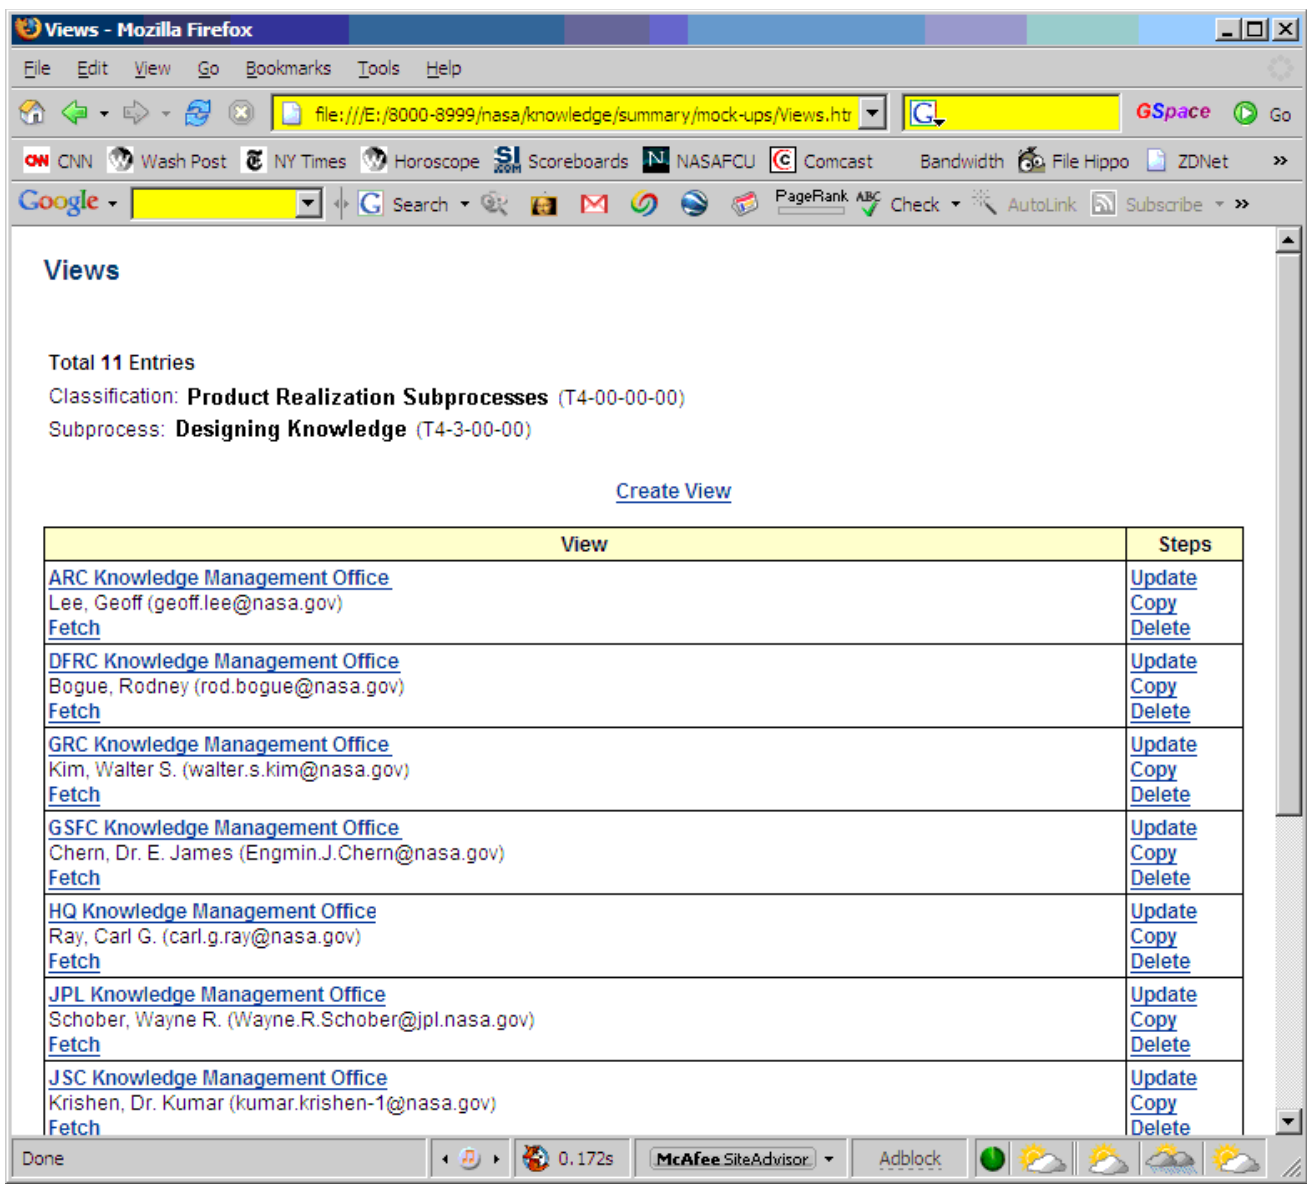 Views - Mozilla Firefox
File Edit View Go Bookmarks Tools Help
file:///E:/8000-8999/nasa/knowledge/summary/mock-ups/Views.htr G GSpace Go
CNN CNN Wash Post NY Times Horoscope SI .COM Scoreboards N NASAFCU C Comcast Bandwidth File Hippo ZDNet »
Google G Search PageRank ABC Check AutoLink Subscribe »
Views
Total 11 Entries
Classification: Product Realization Subprocesses (T4-00-00-00)
Subprocess: Designing Knowledge (T4-3-00-00)
Create View
View Steps
ARC Knowledge Management Office Update
Lee, Geoff (geoff.lee@nasa.gov) Copy
Fetch Delete
DFRC Knowledge Management Office Update
Bogue, Rodney (rod.bogue@nasa.gov) Copy
Fetch Delete
GRC Knowledge Management Office Update
Kim, Walter S. (walter.s.kim@nasa.gov) Copy
Fetch Delete
GSFC Knowledge Management Office Update
Chern, Dr. E. James (Engmin.J.Chern@nasa.gov) Copy
Fetch Delete
HQ Knowledge Management Office Update
Ray, Carl G. (carl.g.ray@nasa.gov) Copy
Fetch Delete
JPL Knowledge Management Office Update
Schober, Wayne R. (Wayne.R.Schober@jpl.nasa.gov) Copy
Fetch Delete
JSC Knowledge Management Office Update
Krishen, Dr. Kumar (kumar.krishen-1@nasa.gov) Copy
Fetch Delete
Done 0.172s McAfee SiteAdvisor Adblock